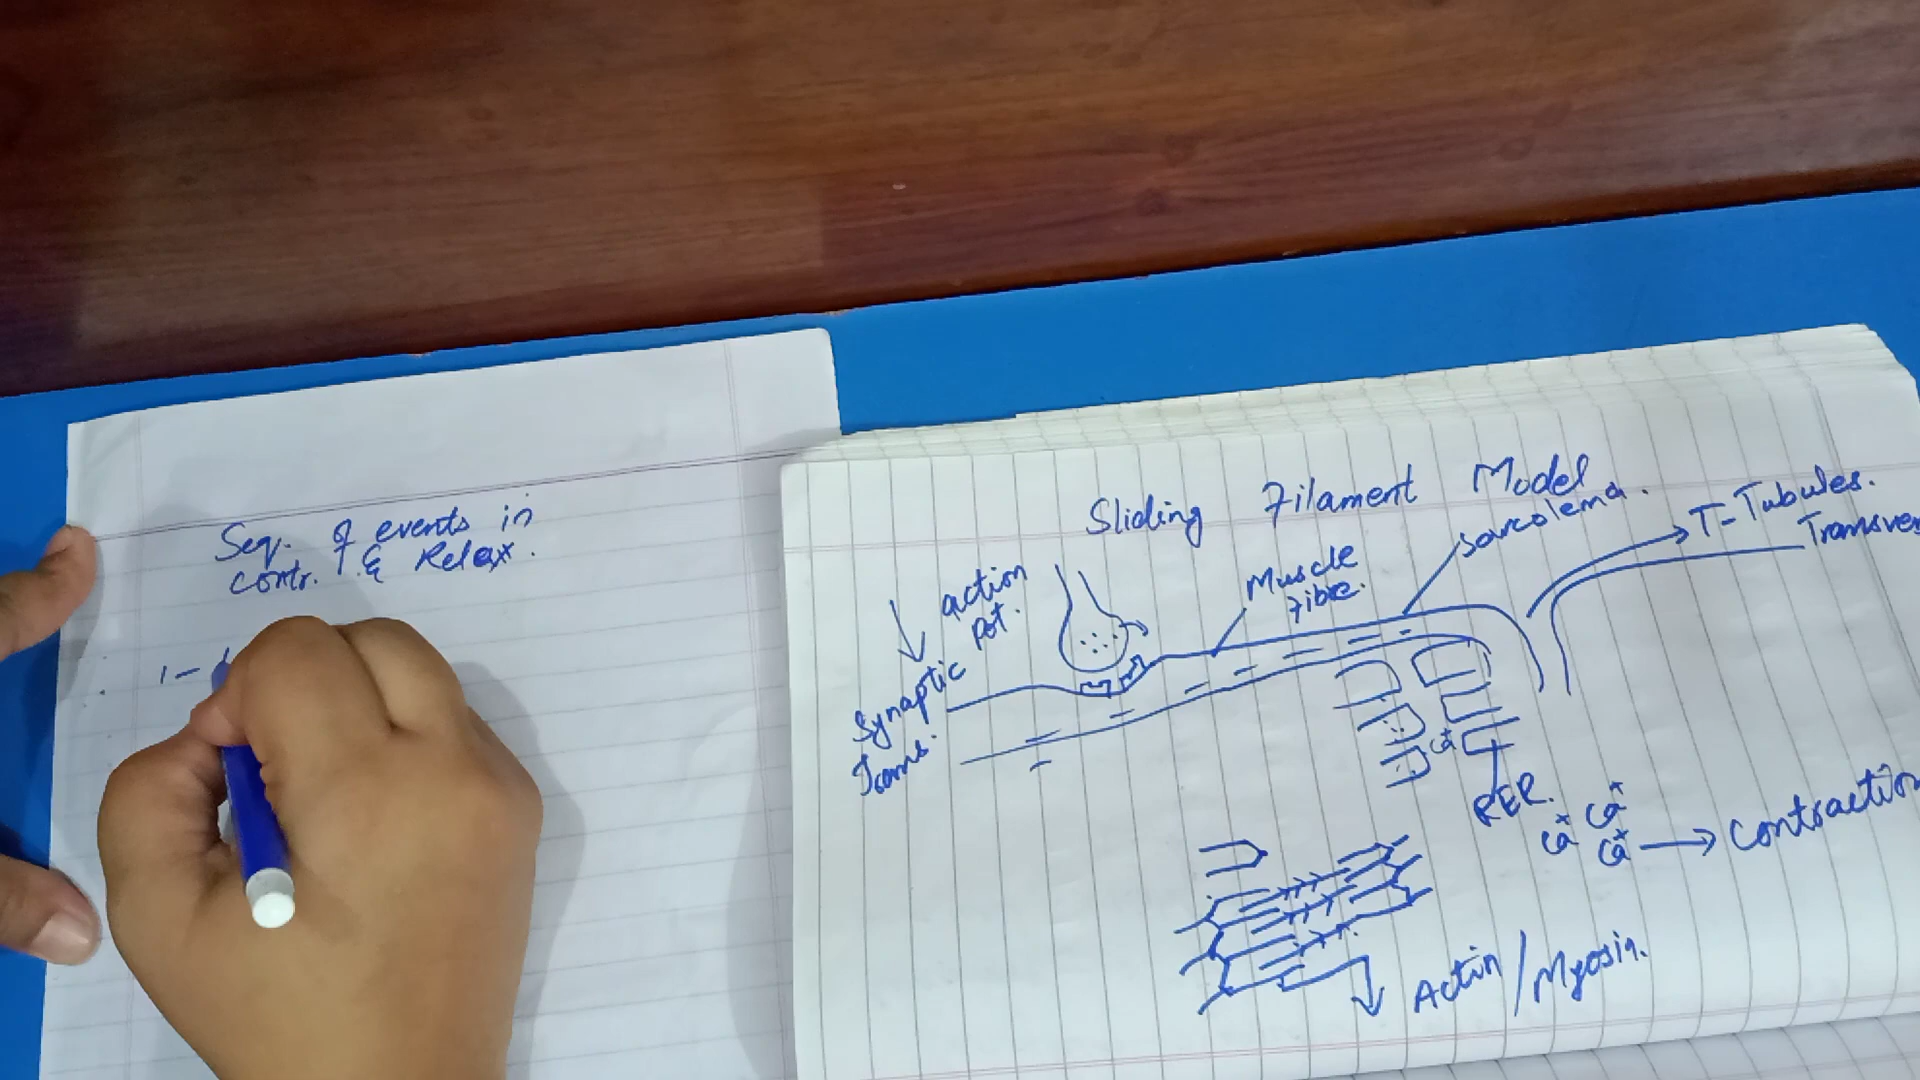 Seq. of events in
contr. & Relax.
1-
Sliding Filament Model
action
Pot.
Synaptic
Trans.
Muscle
Fibre.
Sarcolema.
T-Tubules.
Transver
Ca+
RER.
Ca+ Ca+
Ca+ → Contraction
Actin / Myosin.